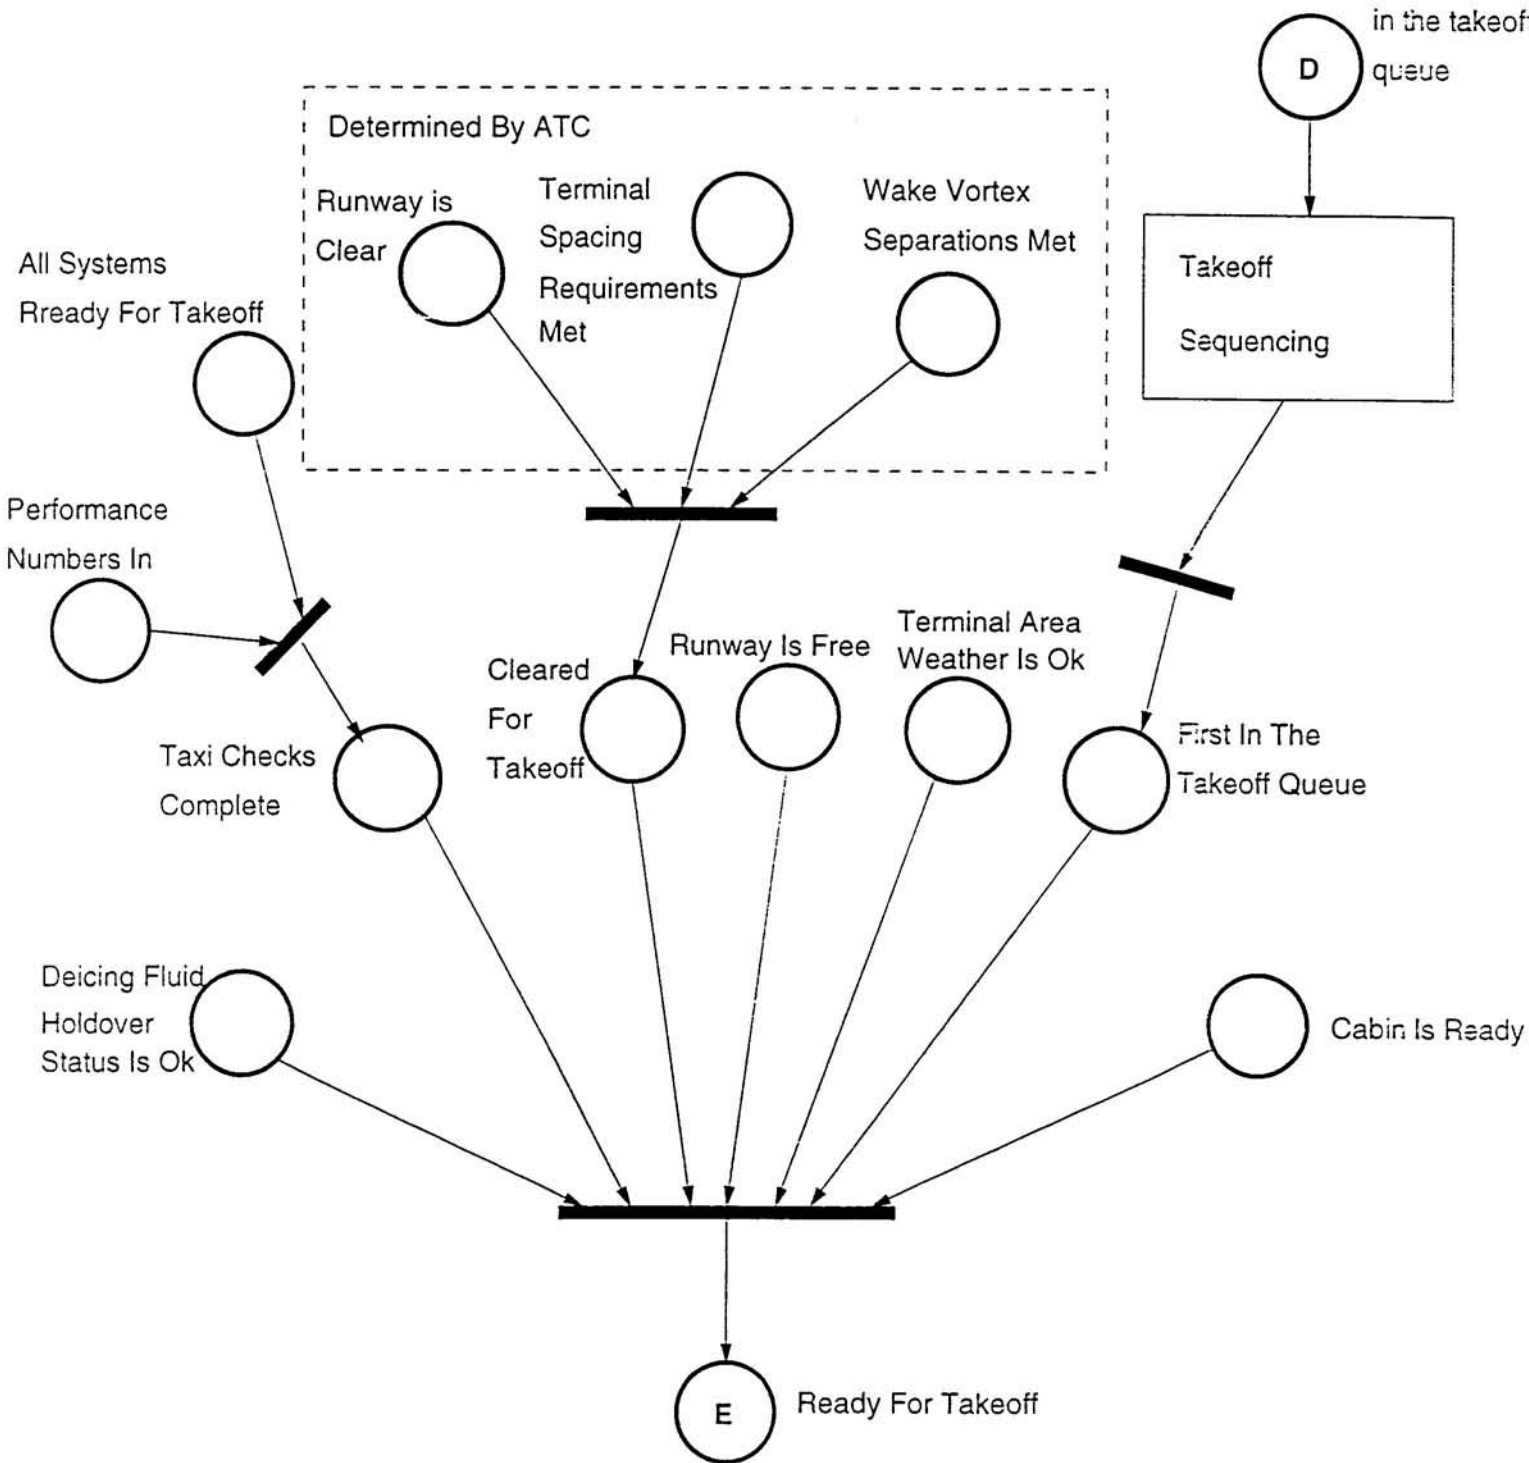 in the takeof
queue
D
Determined By ATC
Runway is
Clear
Terminal
Spacing
Requirements
Met
Wake Vortex
Separations Met
All Systems
Rready For Takeoff
Takeoff
Sequencing
Performance
Numbers In
Cleared
For
Takeoff
Runway Is Free
Terminal Area
Weather Is Ok
First In The
Takeoff Queue
Taxi Checks
Complete
Deicing Fluid
Holdover
Status Is Ok
Cabin Is Ready
E
Ready For Takeoff